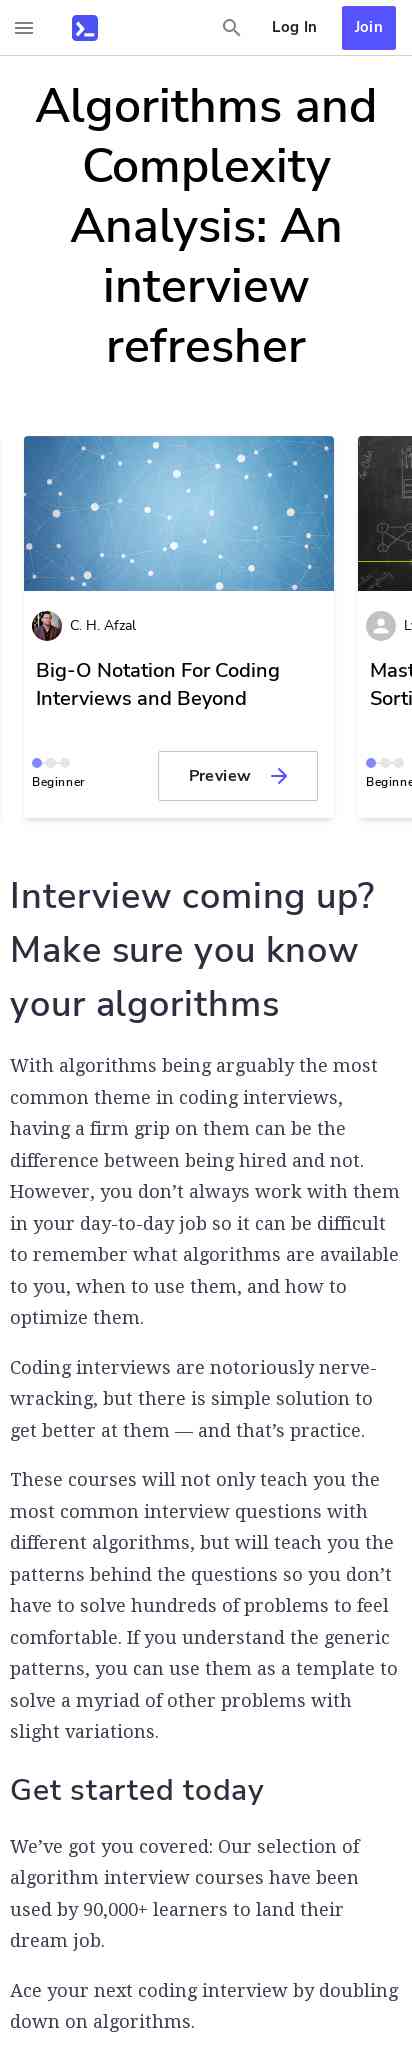 Log In
Join
Algorithms and
Complexity
Analysis: An
interview
refresher
C. H. Afzal
Big-O Notation For Coding
Interviews and Beyond
Beginner
Preview
Mast
Sorti
Beginne
Interview coming up?
Make sure you know
your algorithms
With algorithms being arguably the most
common theme in coding interviews,
having a firm grip on them can be the
difference between being hired and not.
However, you don’t always work with them
in your day-to-day job so it can be difficult
to remember what algorithms are available
to you, when to use them, and how to
optimize them.
Coding interviews are notoriously nerve-
wracking, but there is simple solution to
get better at them — and that’s practice.
These courses will not only teach you the
most common interview questions with
different algorithms, but will teach you the
patterns behind the questions so you don’t
have to solve hundreds of problems to feel
comfortable. If you understand the generic
patterns, you can use them as a template to
solve a myriad of other problems with
slight variations.
Get started today
We’ve got you covered: Our selection of
algorithm interview courses have been
used by 90,000+ learners to land their
dream job.
Ace your next coding interview by doubling
down on algorithms.